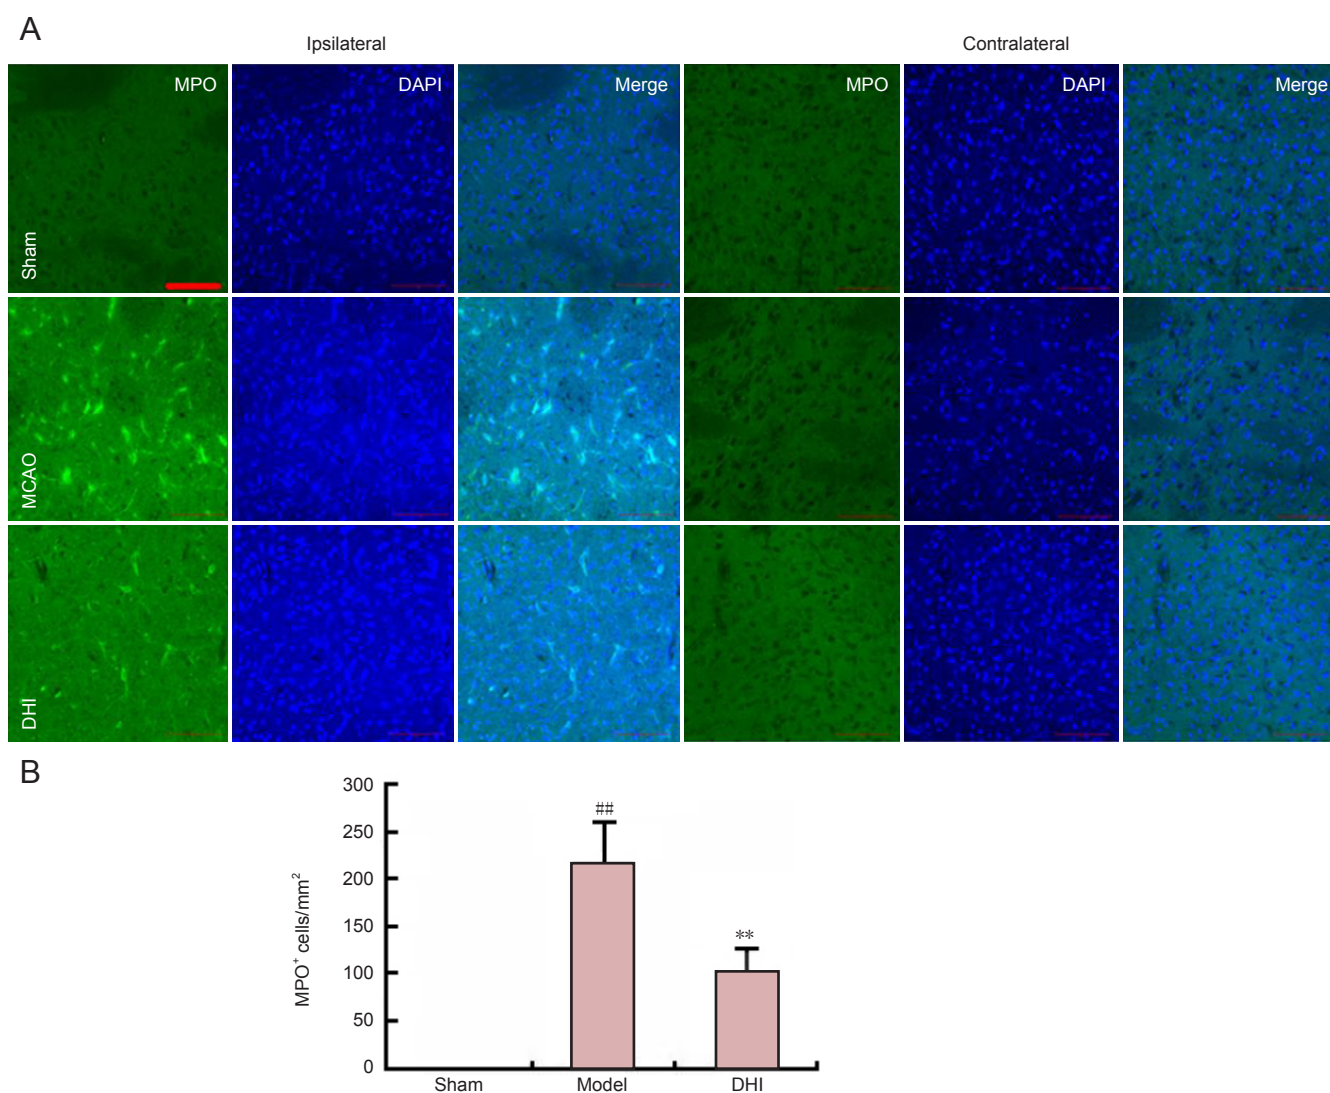 A
Ipsilateral Contralateral
MPO DAPI Merge MPO DAPI Merge
Sham
MCAO
DHI
B
MPO⁺ cells/mm²
300
250
200
150
100
50
0
##
**
Sham Model DHI